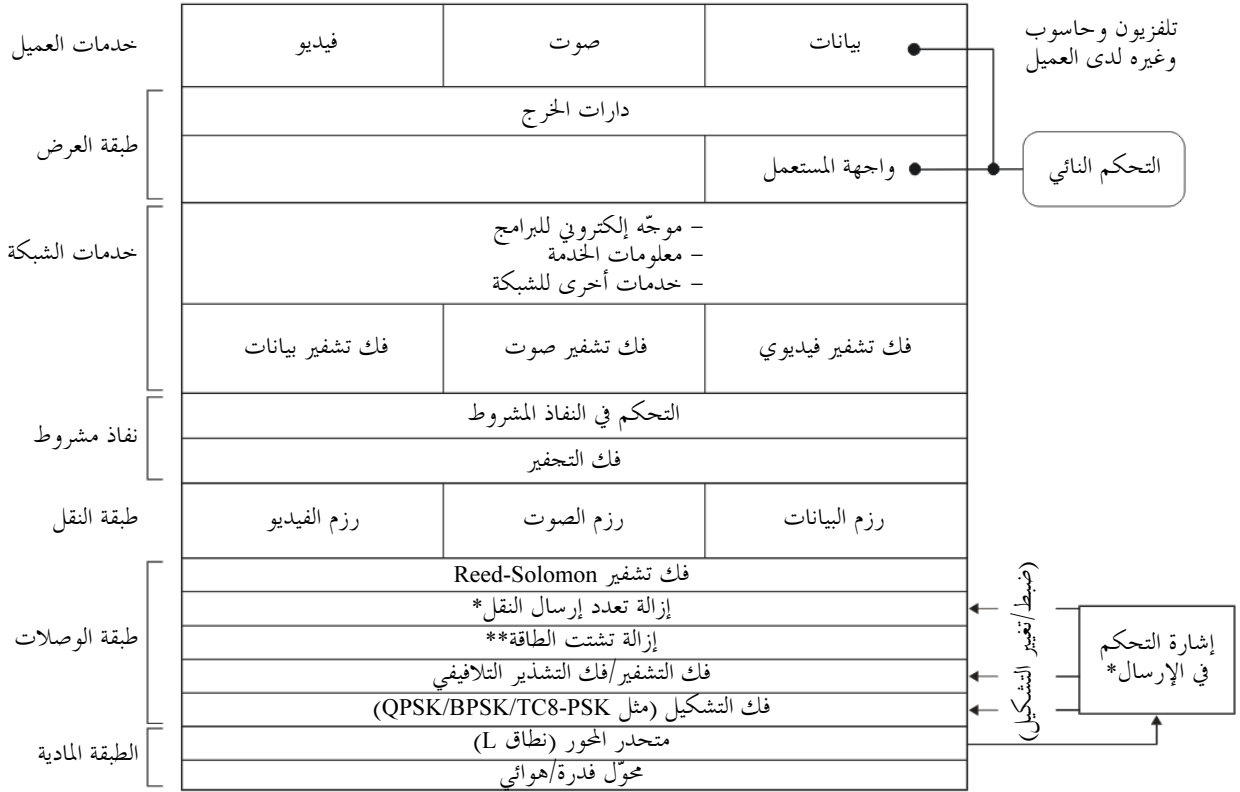 تلفزيون وحاسوب
وغيره لدى العميل
بيانات
صوت
فيديو
خدمات العميل
دارات الخرج
طبقة العرض
التحكم النائي
واجهة المستعمل
– موجّه إلكتروني للبرامج
– معلومات الخدمة
– خدمات أخرى للشبكة
خدمات الشبكة
فك تشفير فيديوي
فك تشفير صوت
فك تشفير بيانات
التحكم في النفاذ المشروط
نفاذ مشروط
فك التجفير
رزم البيانات
رزم الصوت
رزم الفيديو
طبقة النقل
فك تشفير Reed-Solomon
إزالة تعدد إرسال النقل*
إزالة تشتت الطاقة**
فك التشفير/فك التشذير التلافيفي
فك التشكيل (مثل QPSK/BPSK/TC8-PSK)
طبقة الوصلات
(ضبط/تغيير التشكيل)
إشارة التحكم
في الإرسال*
متحدر المحور (نطاق L)
محوّل فدرة/هوائي
الطبقة المادية